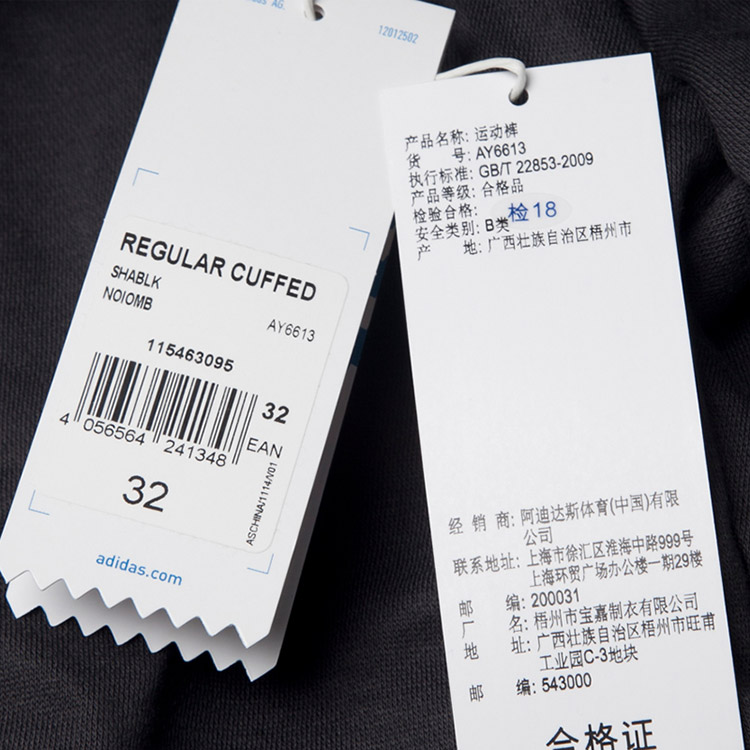 AG.
12012502
REGULAR CUFFED
SHABLK
NOIOMB
AY6613
115463095
32
4 056564 241348
EAN
32
ASCHINA/1114/V01
adidas.com
产品名称: 运动裤
货 号: AY6613
执行标准: GB/T 22853-2009
产品等级: 合格品
检验合格: 检18
安全类别: B类
产 地: 广西壮族自治区梧州市
经 销 商: 阿迪达斯体育(中国)有限
公司
联系地址: 上海市徐汇区淮海中路999号
上海环贸广场办公楼一期29楼
邮 编: 200031
厂 名: 梧州市宝嘉制衣有限公司
地 址: 广西壮族自治区梧州市旺甫
工业园C-3地块
邮 编: 543000
合格证